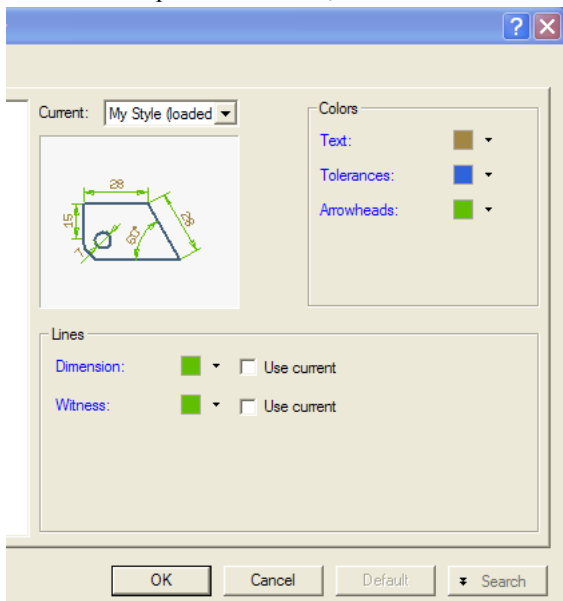 ?
Current: My Style (loaded
Colors
Text:
Tolerances:
Arrowheads:
28
15
28
60°
7
Lines
Dimension: Use current
Witness: Use current
OK Cancel Default Search